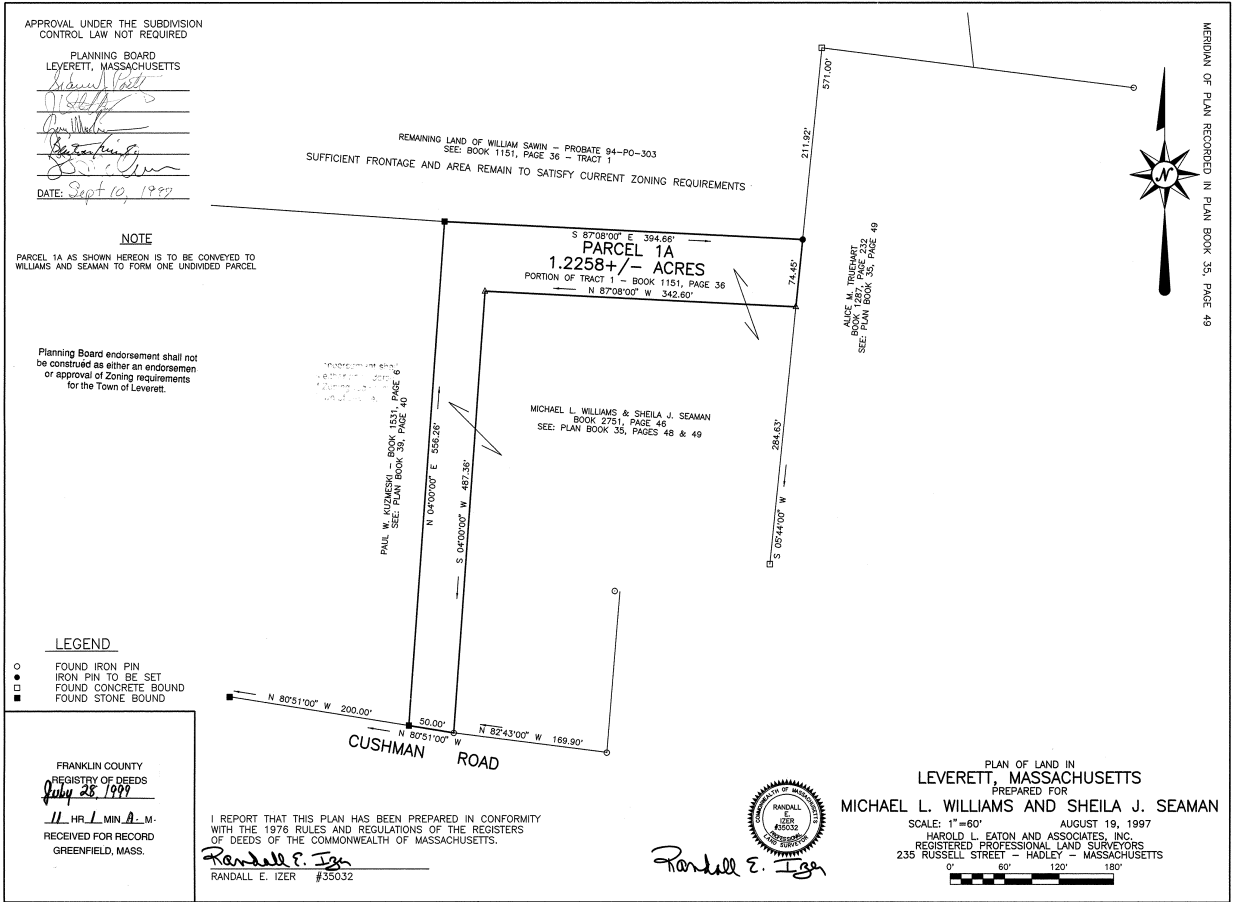 APPROVAL UNDER THE SUBDIVISION
CONTROL LAW NOT REQUIRED
PLANNING BOARD
LEVERETT, MASSACHUSETTS
DATE: Sept 10, 1997
NOTE
PARCEL 1A AS SHOWN HEREON IS TO BE CONVEYED TO
WILLIAMS AND SEAMAN TO FORM ONE UNDIVIDED PARCEL
Planning Board endorsement shall not
be construed as either an endorsemen
or approval of Zoning requirements
for the Town of Leverett.
REMAINING LAND OF WILLIAM SAWIN – PROBATE 94-PO-303
SEE: BOOK 1151, PAGE 36 – TRACT 1
SUFFICIENT FRONTAGE AND AREA REMAIN TO SATISFY CURRENT ZONING REQUIREMENTS
571.00'
211.92'
MERIDIAN OF PLAN RECORDED IN PLAN BOOK 35, PAGE 49
N
S 87°08'00" E 394.66'
PARCEL 1A
1.2258+/- ACRES
PORTION OF TRACT 1 – BOOK 1151, PAGE 36
N 87°08'00" W 342.60'
74.45'
ALICE M. TRUEHART
BOOK 1287, PAGE 232
SEE: PLAN BOOK 35, PAGE 49
PAUL W. KUZMESKI – BOOK 1531, PAGE 6
SEE: PLAN BOOK 39, PAGE 40
N 04°00'00" E 556.26'
S 04°00'00" W 487.36'
MICHAEL L. WILLIAMS & SHEILA J. SEAMAN
BOOK 2751, PAGE 46
SEE: PLAN BOOK 35, PAGES 48 & 49
284.63'
S 05°44'00" W
LEGEND
FOUND IRON PIN
IRON PIN TO BE SET
FOUND CONCRETE BOUND
FOUND STONE BOUND
N 80°51'00" W 200.00'
50.00'
N 80°51'00" W
N 82°43'00" W 169.90'
CUSHMAN ROAD
FRANKLIN COUNTY
REGISTRY OF DEEDS
July 28, 1999
11 HR 1 MIN A. M.
RECEIVED FOR RECORD
GREENFIELD, MASS.
I REPORT THAT THIS PLAN HAS BEEN PREPARED IN CONFORMITY
WITH THE 1976 RULES AND REGULATIONS OF THE REGISTERS
OF DEEDS OF THE COMMONWEALTH OF MASSACHUSETTS.
Randall E. Izer
RANDALL E. IZER #35032
Randall E. Izer
COMMONWEALTH OF MASSACHUSETTS
RANDALL
E.
IZER
#35032
PROFESSIONAL
LAND SURVEYOR
PLAN OF LAND IN
LEVERETT, MASSACHUSETTS
PREPARED FOR
MICHAEL L. WILLIAMS AND SHEILA J. SEAMAN
SCALE: 1"=60' AUGUST 19, 1997
HAROLD L. EATON AND ASSOCIATES, INC.
REGISTERED PROFESSIONAL LAND SURVEYORS
235 RUSSELL STREET – HADLEY – MASSACHUSETTS
0' 60' 120' 180'